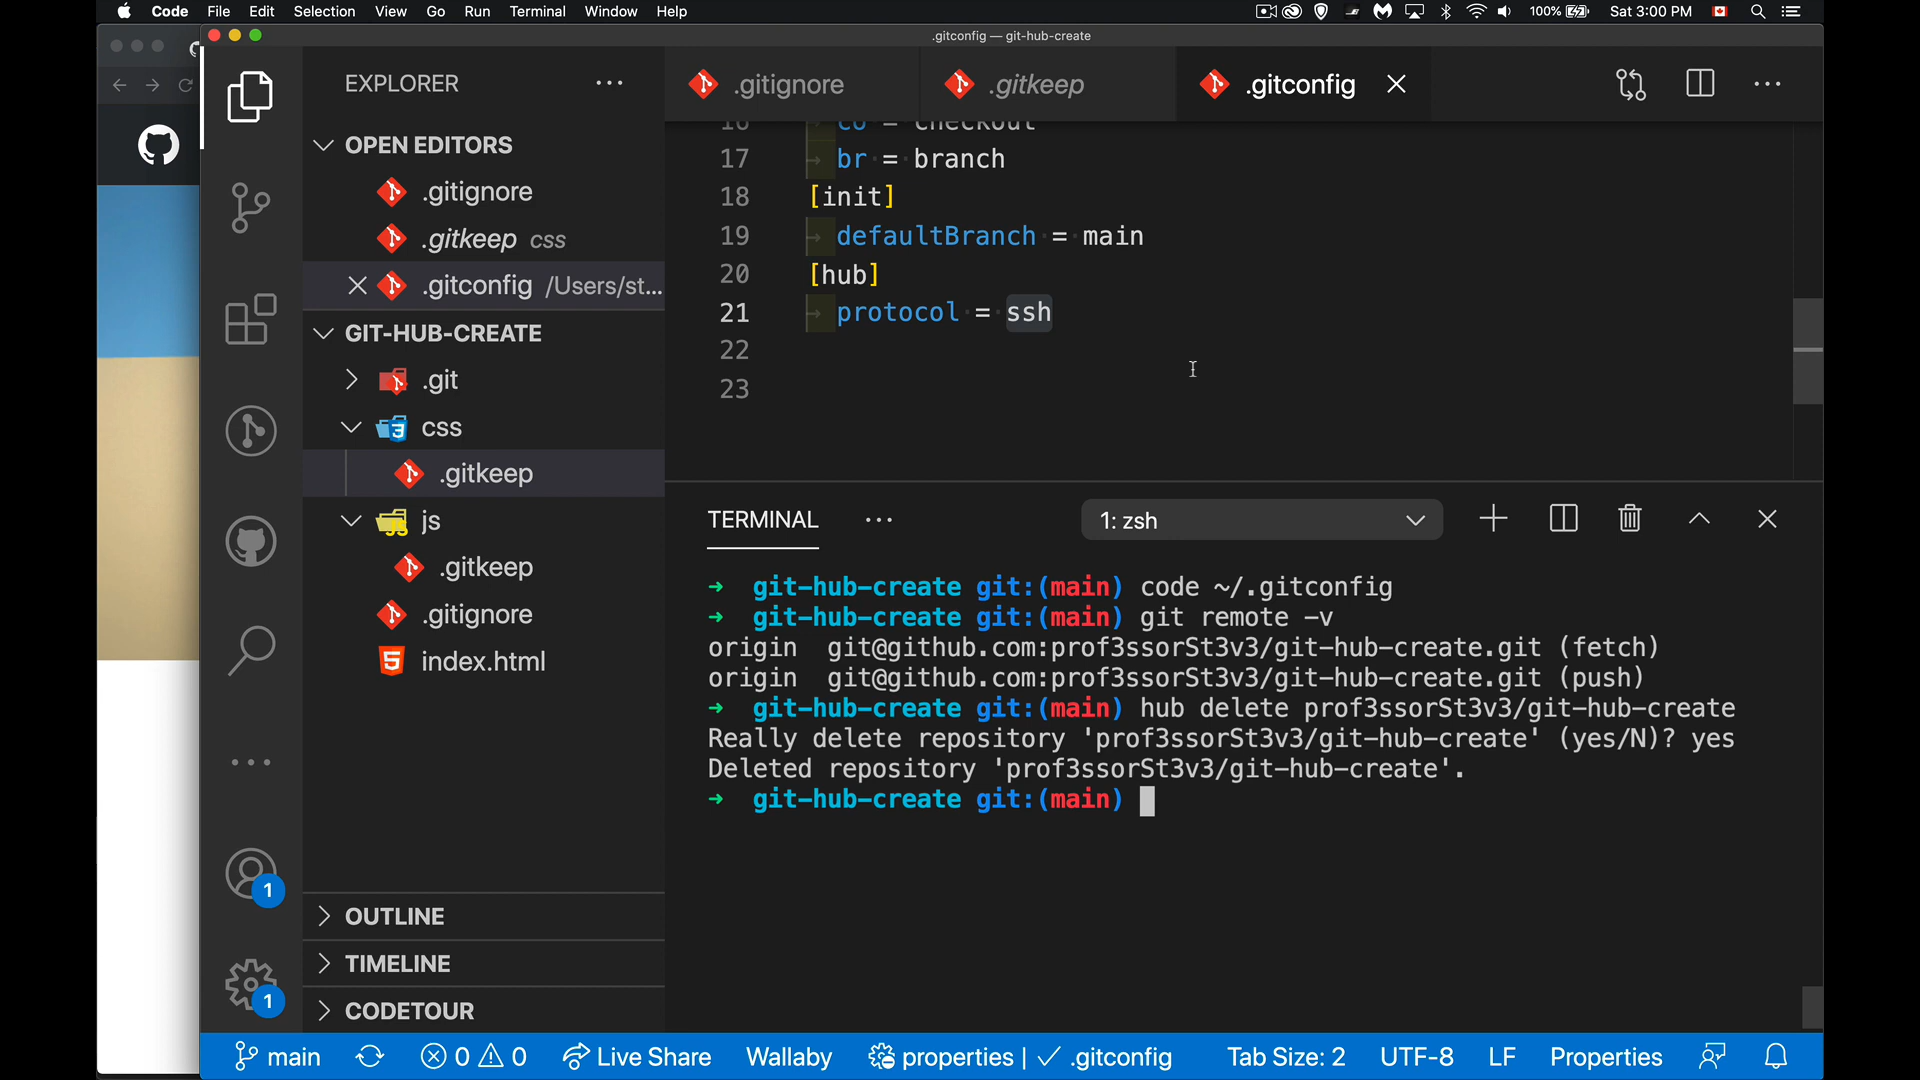 Code File Edit Selection View Go Run Terminal Window Help 100% Sat 3:00 PM
.gitconfig — git-hub-create
EXPLORER
.gitignore .gitkeep .gitconfig
OPEN EDITORS
.gitignore
.gitkeep css
.gitconfig /Users/st...
GIT-HUB-CREATE
.git
css
.gitkeep
js
.gitkeep
.gitignore
index.html
OUTLINE
TIMELINE
CODETOUR
1
1
16 co = checkout
17 br = branch
18 [init]
19 defaultBranch = main
20 [hub]
21 protocol = ssh
22
23
TERMINAL 1: zsh
➜ git-hub-create git:(main) code ~/.gitconfig
➜ git-hub-create git:(main) git remote -v
origin git@github.com:prof3ssorSt3v3/git-hub-create.git (fetch)
origin git@github.com:prof3ssorSt3v3/git-hub-create.git (push)
➜ git-hub-create git:(main) hub delete prof3ssorSt3v3/git-hub-create
Really delete repository 'prof3ssorSt3v3/git-hub-create' (yes/N)? yes
Deleted repository 'prof3ssorSt3v3/git-hub-create'.
➜ git-hub-create git:(main)
main 0 0 Live Share Wallaby properties | ✓ .gitconfig Tab Size: 2 UTF-8 LF Properties